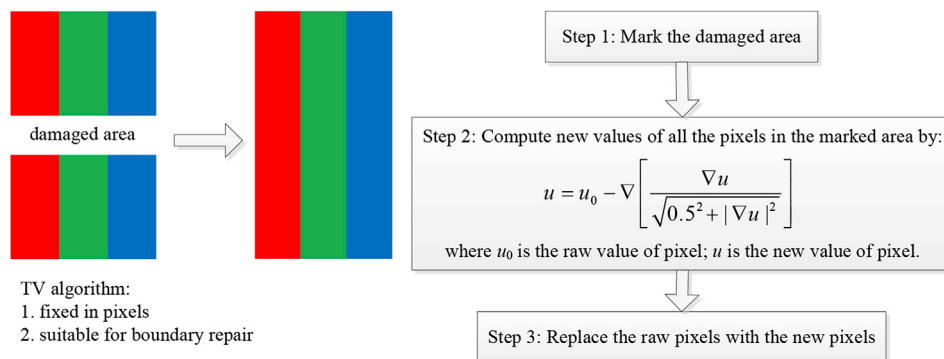 damaged area
TV algorithm:
1. fixed in pixels
2. suitable for boundary repair
Step 1: Mark the damaged area
Step 2: Compute new values of all the pixels in the marked area by:
u = u₀ − ∇[∇u / √(0.5² + |∇u|²)]
where u₀ is the raw value of pixel; u is the new value of pixel.
Step 3: Replace the raw pixels with the new pixels